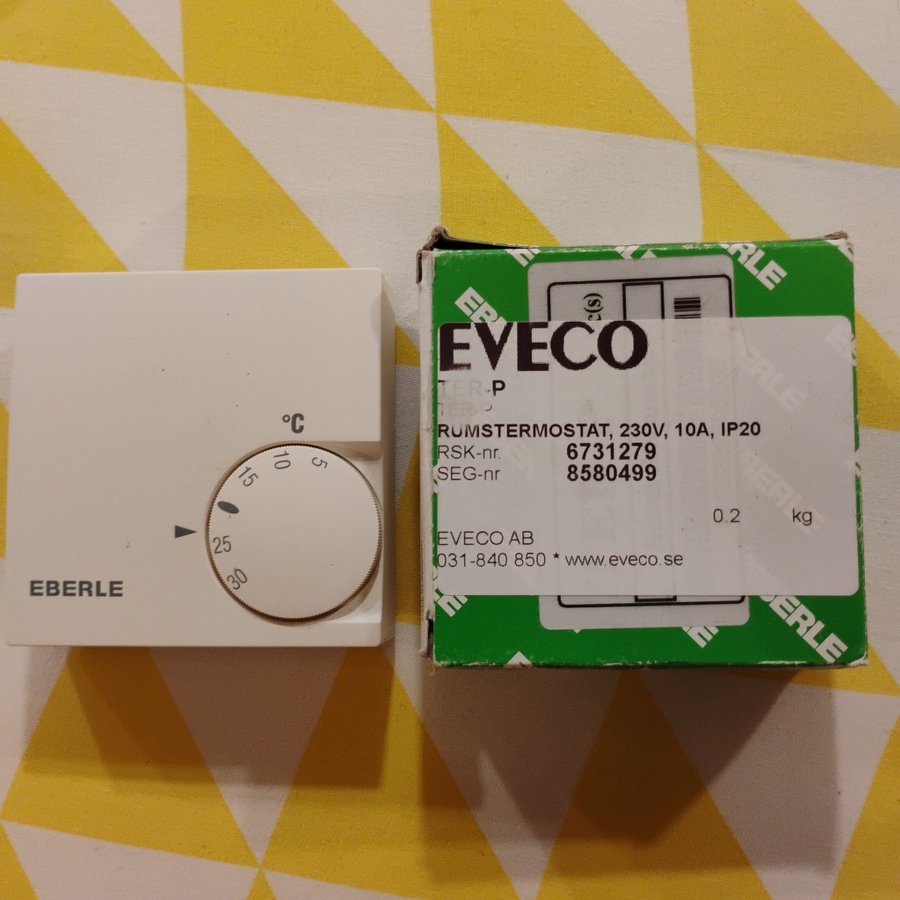 °C
5
10
15
25
30
EBERLE
EBERLE
EVECO
TER-P
TER-P
RUMSTERMOSTAT, 230V, 10A, IP20
RSK-nr. 6731279
SEG-nr 8580499
0.2 kg
EVECO AB
031-840 850 * www.eveco.se
EBERLE